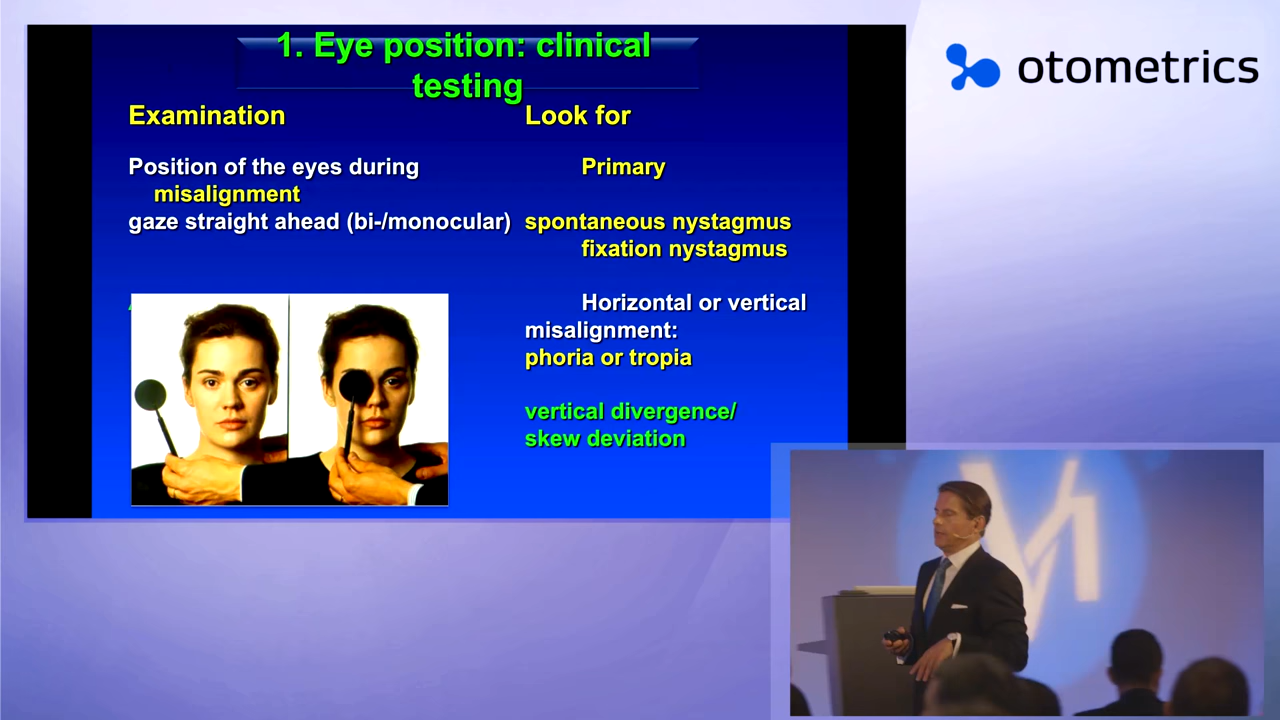 1. Eye position: clinical
testing
Examination
Look for
Position of the eyes during
Primary
misalignment
gaze straight ahead (bi-/monocular)
spontaneous nystagmus
fixation nystagmus
Horizontal or vertical
misalignment:
phoria or tropia
vertical divergence/
skew deviation
otometrics